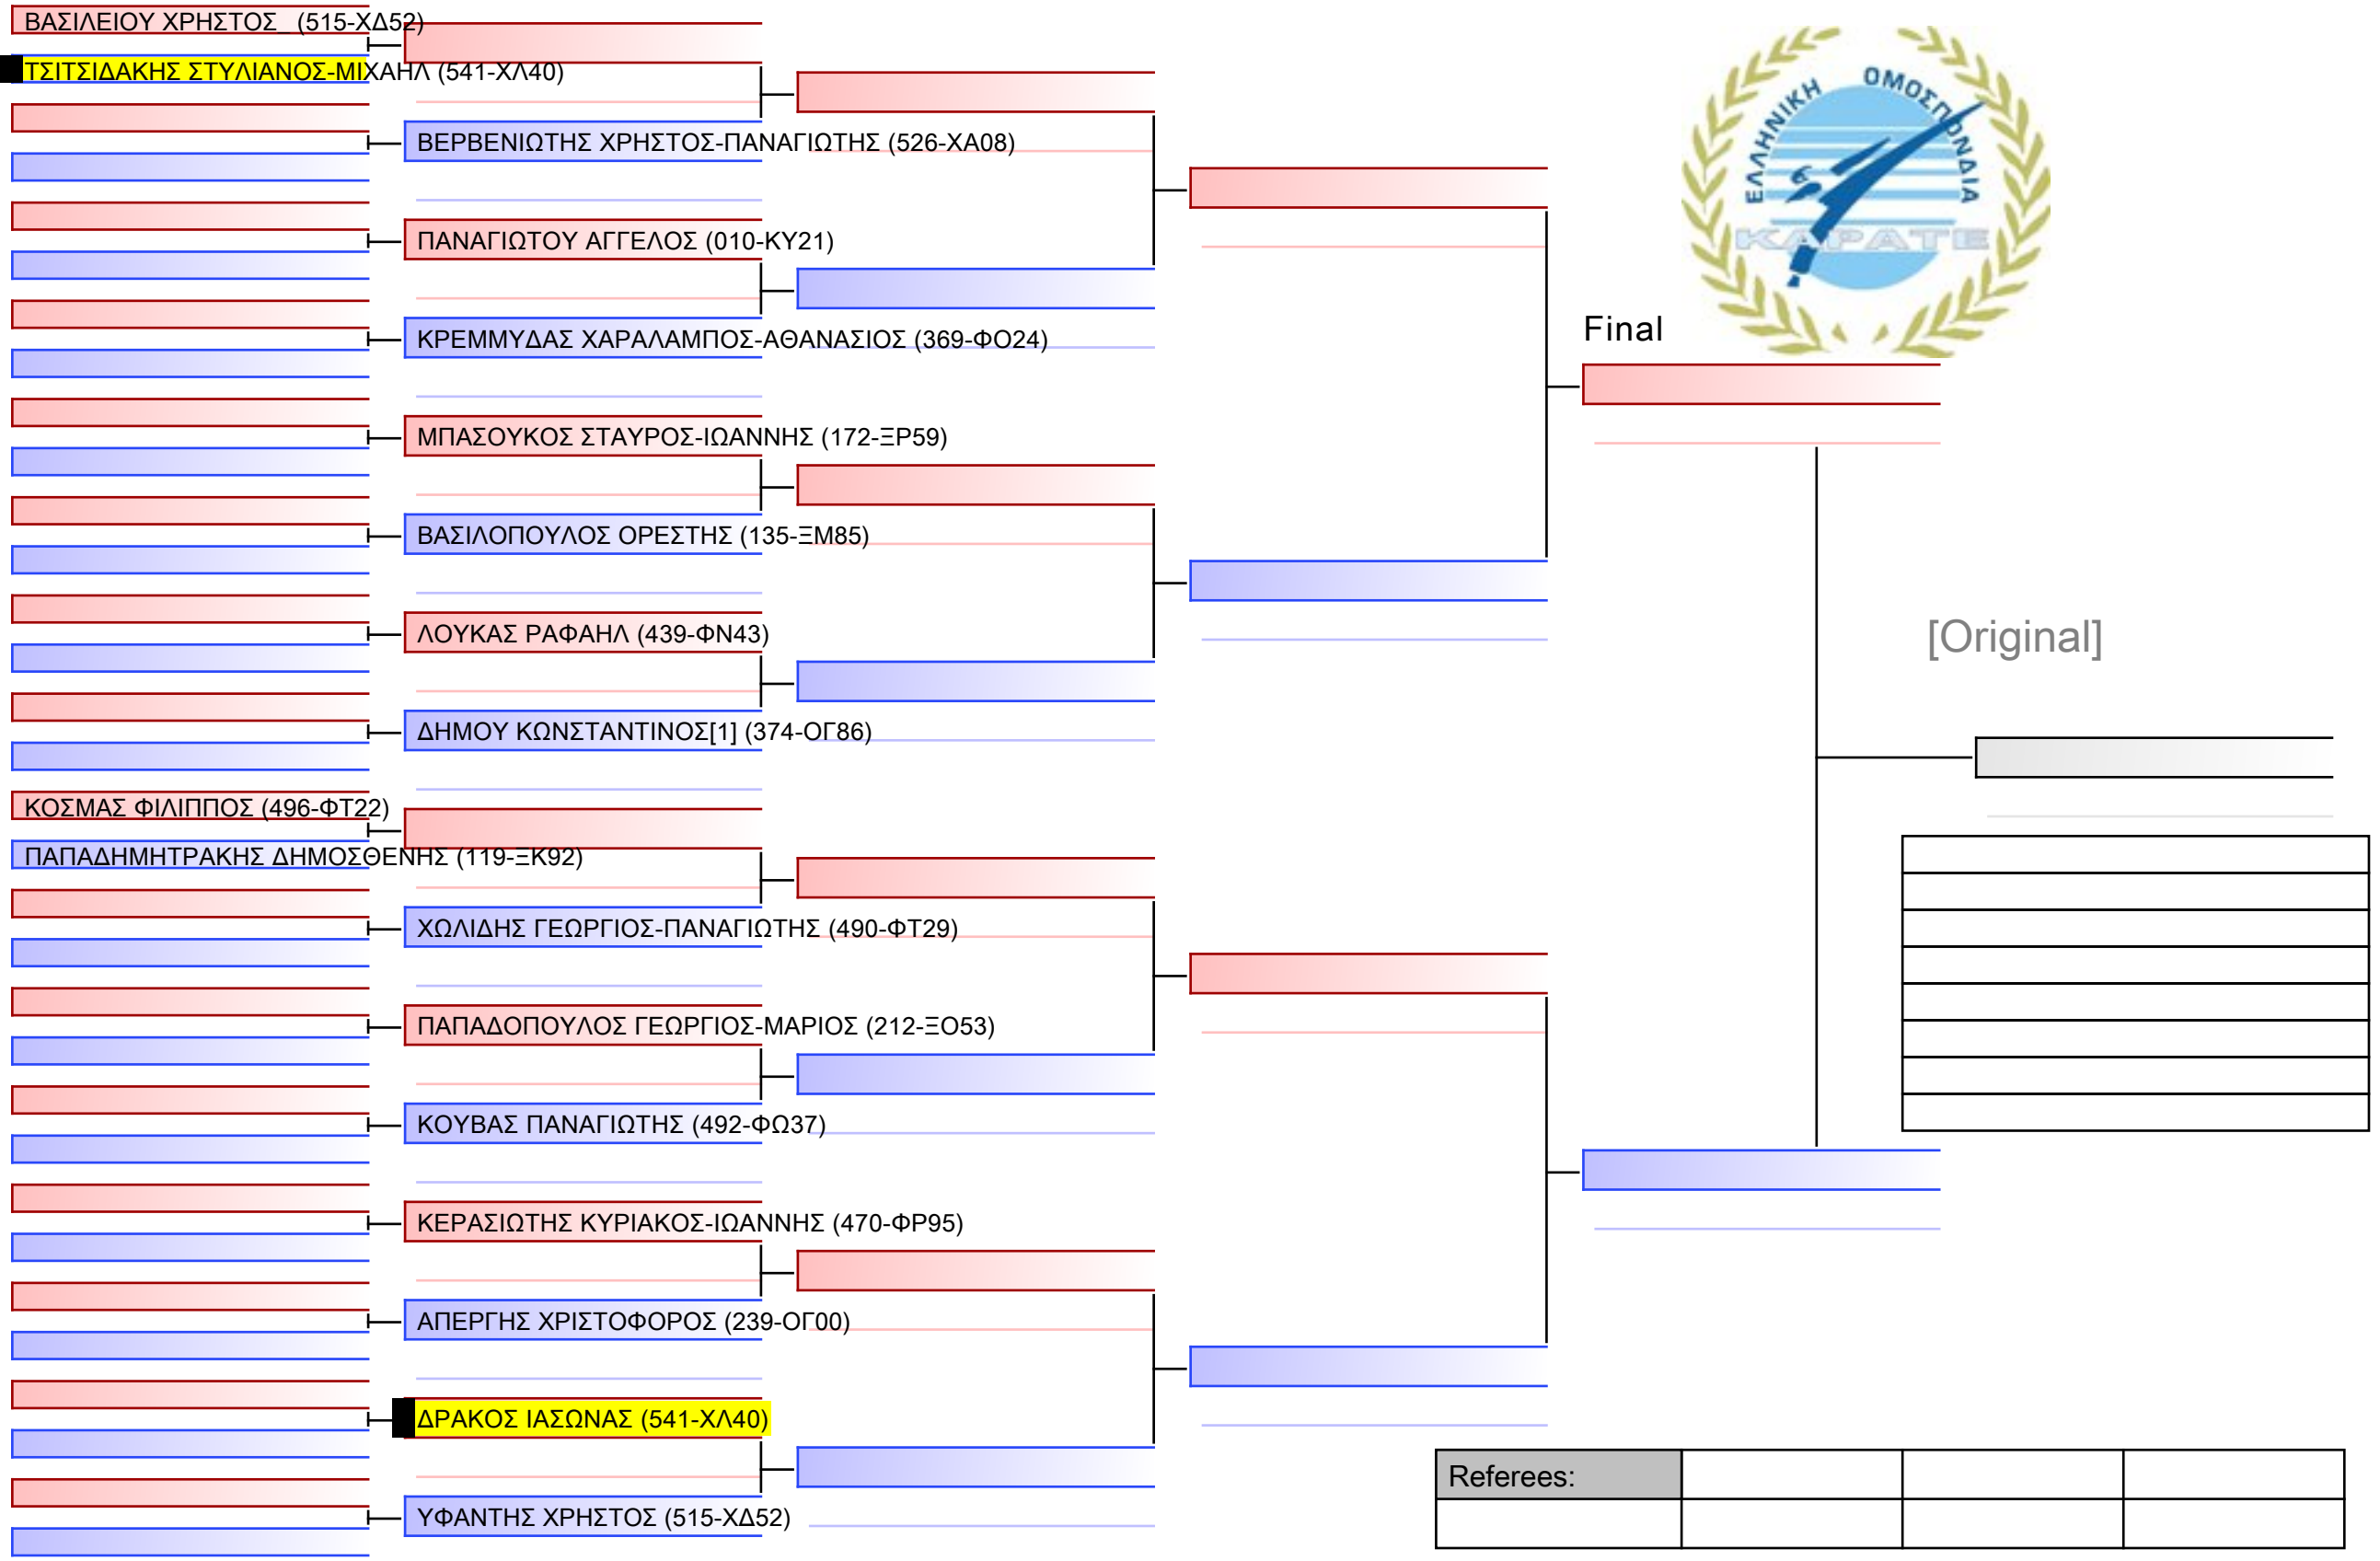 ΒΑΣΙΛΕΙΟΥ ΧΡΗΣΤΟΣ_ (515-ΧΔ52)
ΤΣΙΤΣΙΔΑΚΗΣ ΣΤΥΛΙΑΝΟΣ-ΜΙΧΑΗΛ (541-ΧΛ40)
ΒΕΡΒΕΝΙΩΤΗΣ ΧΡΗΣΤΟΣ-ΠΑΝΑΓΙΩΤΗΣ (526-ΧΑ08)
ΠΑΝΑΓΙΩΤΟΥ ΑΓΓΕΛΟΣ (010-ΚΥ21)
ΚΡΕΜΜΥΔΑΣ ΧΑΡΑΛΑΜΠΟΣ-ΑΘΑΝΑΣΙΟΣ (369-ΦΟ24)
ΜΠΑΣΟΥΚΟΣ ΣΤΑΥΡΟΣ-ΙΩΑΝΝΗΣ (172-ΞΡ59)
ΒΑΣΙΛΟΠΟΥΛΟΣ ΟΡΕΣΤΗΣ (135-ΞΜ85)
ΛΟΥΚΑΣ ΡΑΦΑΗΛ (439-ΦΝ43)
ΔΗΜΟΥ ΚΩΝΣΤΑΝΤΙΝΟΣ[1] (374-ΟΓ86)
ΚΟΣΜΑΣ ΦΙΛΙΠΠΟΣ (496-ΦΤ22)
ΠΑΠΑΔΗΜΗΤΡΑΚΗΣ ΔΗΜΟΣΘΕΝΗΣ (119-ΞΚ92)
ΧΩΛΙΔΗΣ ΓΕΩΡΓΙΟΣ-ΠΑΝΑΓΙΩΤΗΣ (490-ΦΤ29)
ΠΑΠΑΔΟΠΟΥΛΟΣ ΓΕΩΡΓΙΟΣ-ΜΑΡΙΟΣ (212-ΞΟ53)
ΚΟΥΒΑΣ ΠΑΝΑΓΙΩΤΗΣ (492-ΦΩ37)
ΚΕΡΑΣΙΩΤΗΣ ΚΥΡΙΑΚΟΣ-ΙΩΑΝΝΗΣ (470-ΦΡ95)
ΑΠΕΡΓΗΣ ΧΡΙΣΤΟΦΟΡΟΣ (239-ΟΓ00)
ΔΡΑΚΟΣ ΙΑΣΩΝΑΣ (541-ΧΛ40)
ΥΦΑΝΤΗΣ ΧΡΗΣΤΟΣ (515-ΧΔ52)
ΕΛΛΗΝΙΚΗ ΟΜΟΣΠΟΝΔΙΑ
ΚΑΡΑΤΕ
Final
[Original]
Referees: